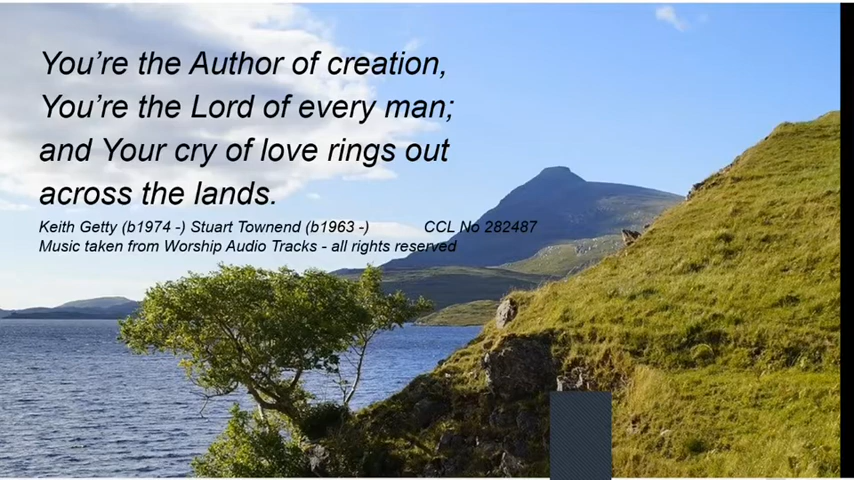 You’re the Author of creation,
You’re the Lord of every man;
and Your cry of love rings out
across the lands.
Keith Getty (b1974 -) Stuart Townend (b1963 -) CCL No 282487
Music taken from Worship Audio Tracks - all rights reserved